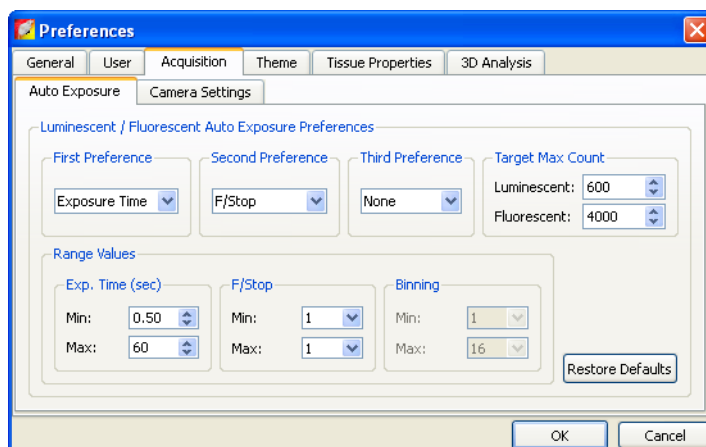 Preferences
General User Acquisition Theme Tissue Properties 3D Analysis
Auto Exposure Camera Settings
Luminescent / Fluorescent Auto Exposure Preferences
First Preference Second Preference Third Preference Target Max Count
Exposure Time F/Stop None Luminescent: 600
Fluorescent: 4000
Range Values
Exp. Time (sec) F/Stop Binning
Min: 0.50 Min: 1 Min: 1
Max: 60 Max: 1 Max: 16
Restore Defaults
OK Cancel